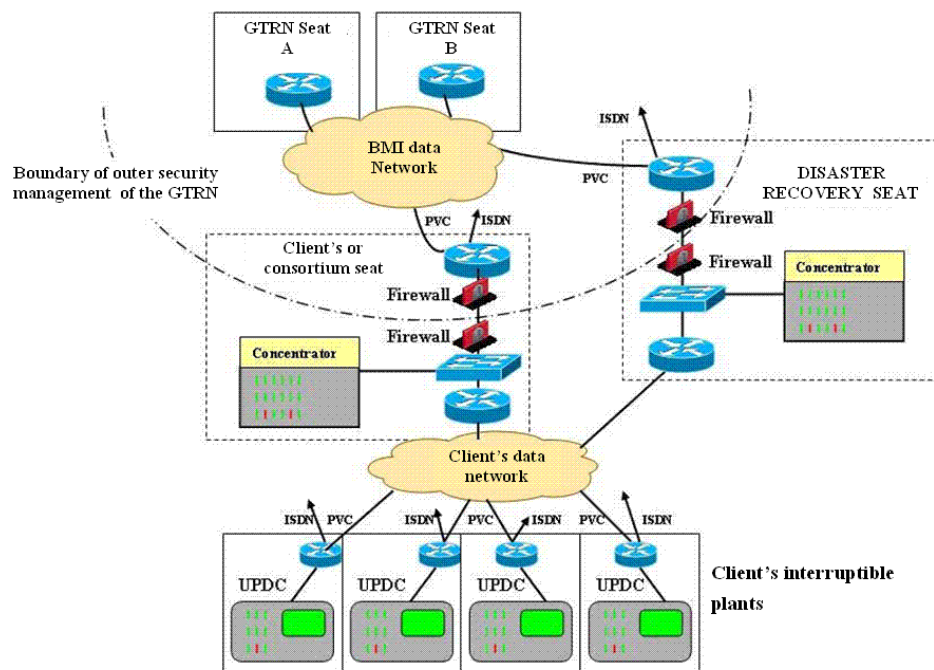 GTRN Seat
A
GTRN Seat
B
BMI data
Network
ISDN
PVC
Boundary of outer security
management of the GTRN
DISASTER
RECOVERY SEAT
Firewall
Firewall
Concentrator
PVC
ISDN
Client's or
consortium seat
Firewall
Firewall
Concentrator
Client's data
network
ISDN
PVC
ISDN
PVC
ISDN
PVC
ISDN
UPDC
UPDC
UPDC
UPDC
Client's interruptible
plants